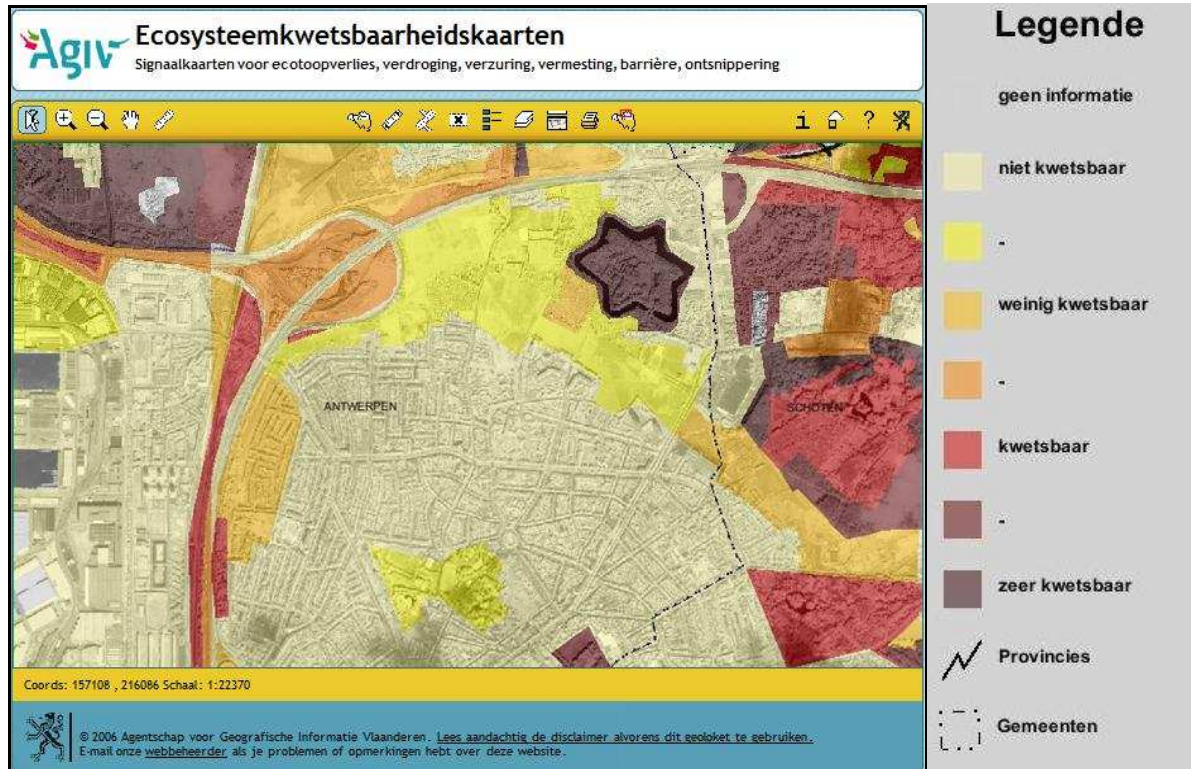 Agiv
Ecosysteemkwetsbaarheidskaarten
Signaalkaarten voor ecotoopverlies, verdroging, verzuring, vermesting, barrière, ontsnippering
ANTWERPEN
SCHOTEN
Coords: 157108 , 216086 Schaal: 1:22370
© 2006 Agentschap voor Geografische Informatie Vlaanderen. Lees aandachtig de disclaimer alvorens dit geoloket te gebruiken.
E-mail onze webbeheerder als je problemen of opmerkingen hebt over deze website.
Legende
geen informatie
niet kwetsbaar
-
weinig kwetsbaar
-
kwetsbaar
-
zeer kwetsbaar
Provincies
Gemeenten